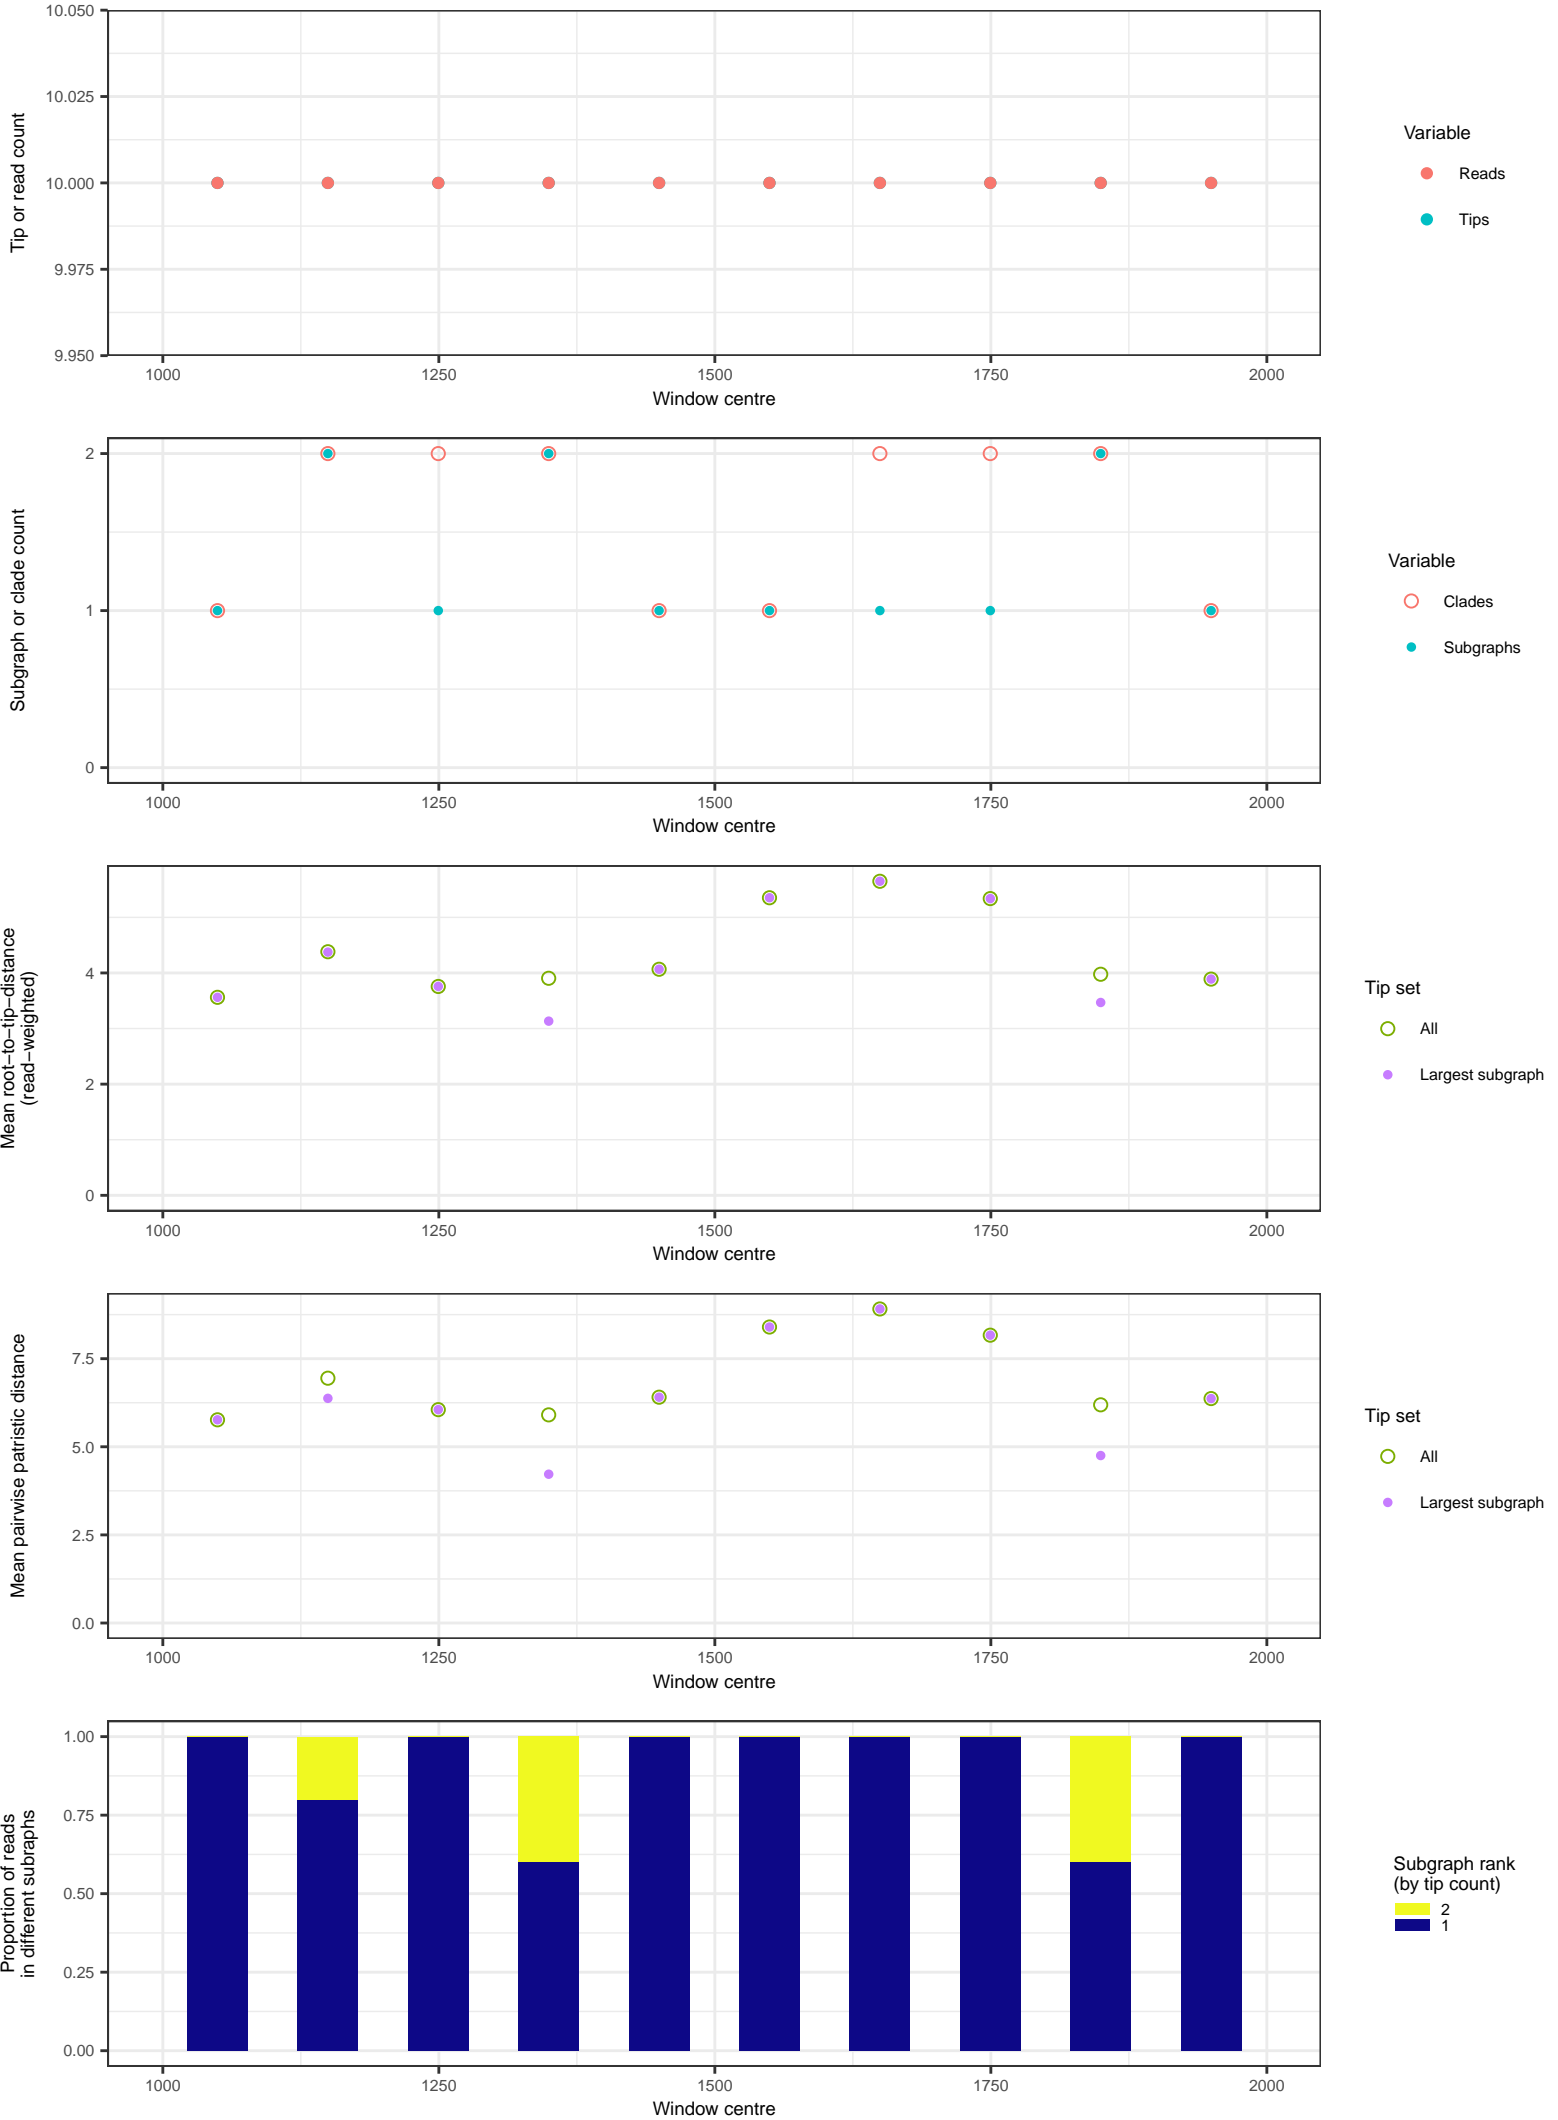 10.050
10.025
10.000
9.975
9.950
Tip or read count
1000 1250 1500 1750 2000
Window centre
Variable
Reads
Tips
2
1
0
Subgraph or clade count
1000 1250 1500 1750 2000
Window centre
Variable
Clades
Subgraphs
4
2
0
Mean root−to−tip−distance
(read−weighted)
1000 1250 1500 1750 2000
Window centre
Tip set
All
Largest subgraph
7.5
5.0
2.5
0.0
Mean pairwise patristic distance
1000 1250 1500 1750 2000
Window centre
Tip set
All
Largest subgraph
1.00
0.75
0.50
0.25
0.00
Proportion of reads
in different subraphs
1000 1250 1500 1750 2000
Window centre
Subgraph rank
(by tip count)
2
1